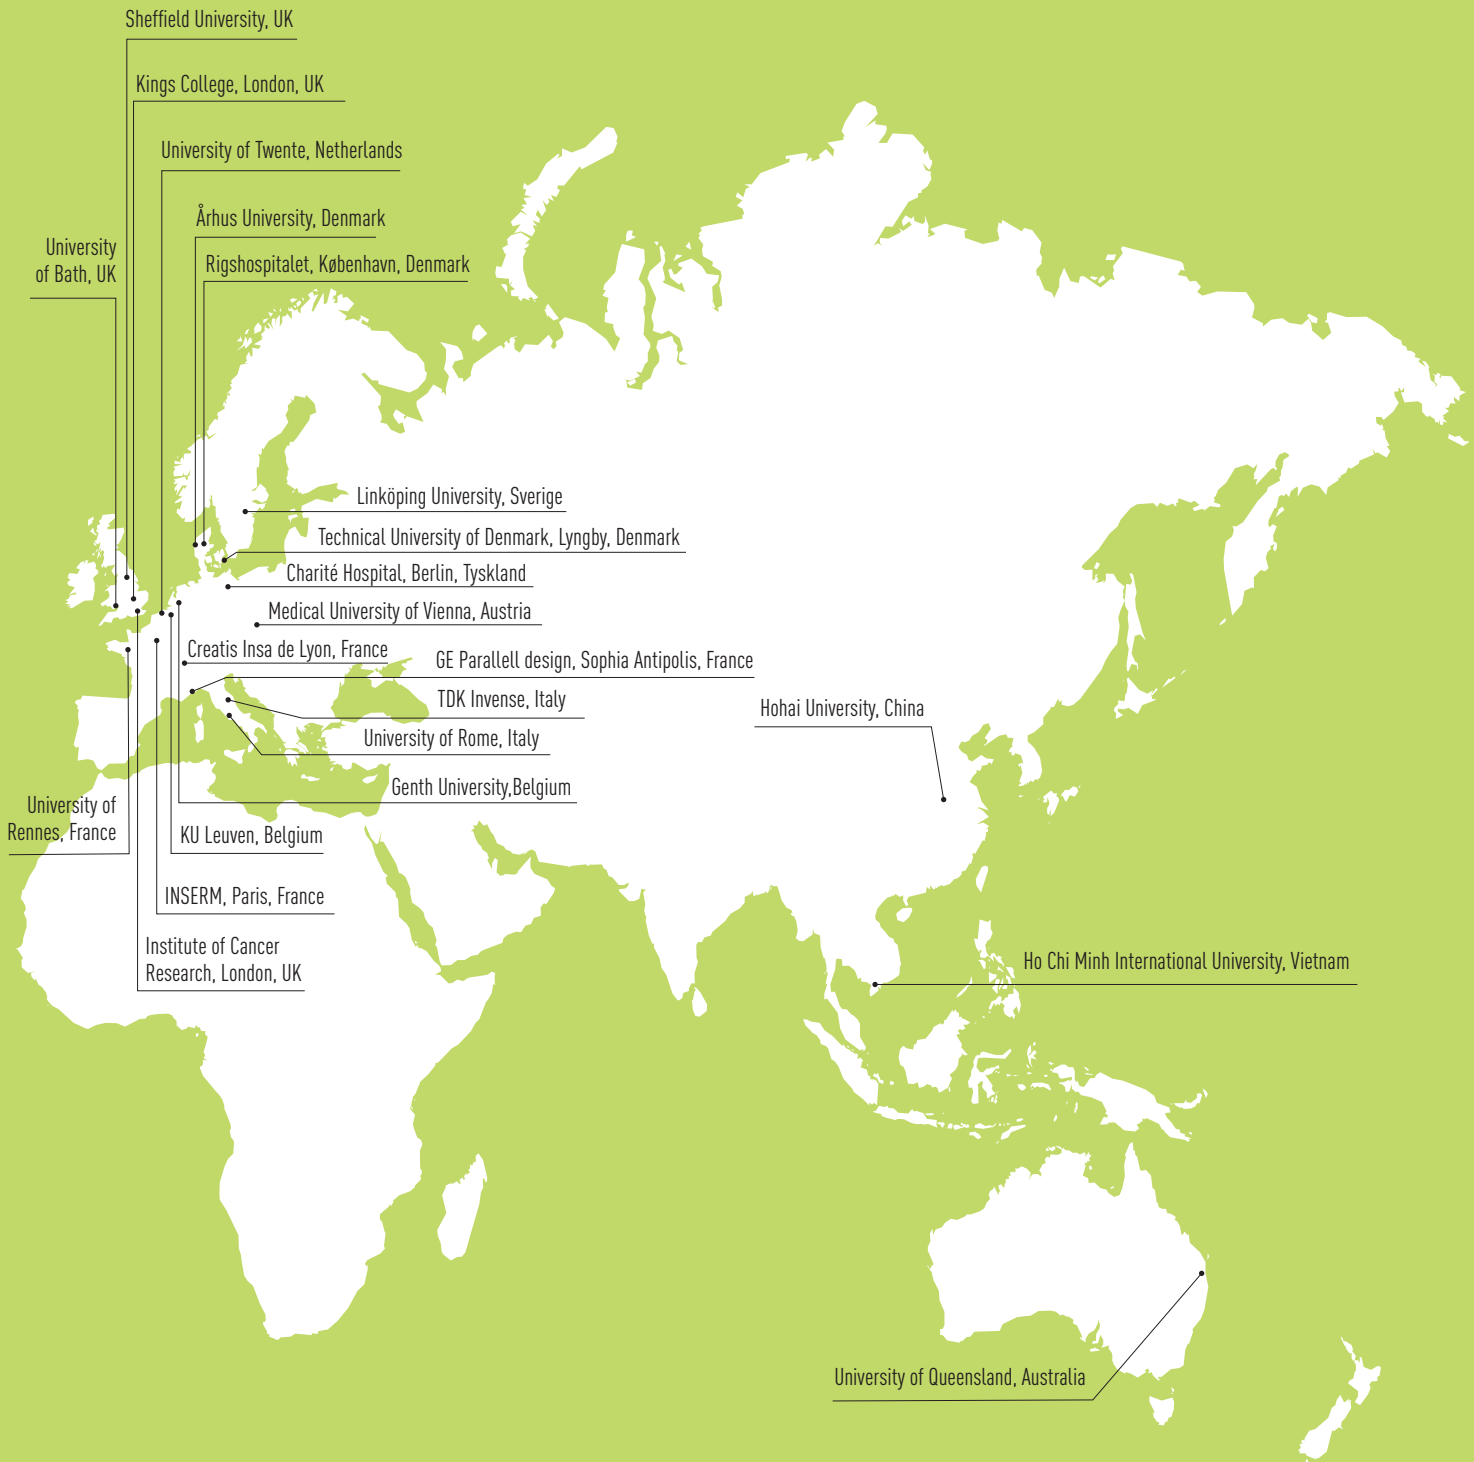 Sheffield University, UK
Kings College, London, UK
University of Twente, Netherlands
Århus University, Denmark
University
of Bath, UK
Rigshospitalet, København, Denmark
Linköping University, Sverige
Technical University of Denmark, Lyngby, Denmark
Charité Hospital, Berlin, Tyskland
Medical University of Vienna, Austria
Creatis Insa de Lyon, France
GE Parallell design, Sophia Antipolis, France
TDK Invense, Italy
Hohai University, China
University of Rome, Italy
Genth University,Belgium
University of
Rennes, France
KU Leuven, Belgium
INSERM, Paris, France
Institute of Cancer
Research, London, UK
Ho Chi Minh International University, Vietnam
University of Queensland, Australia